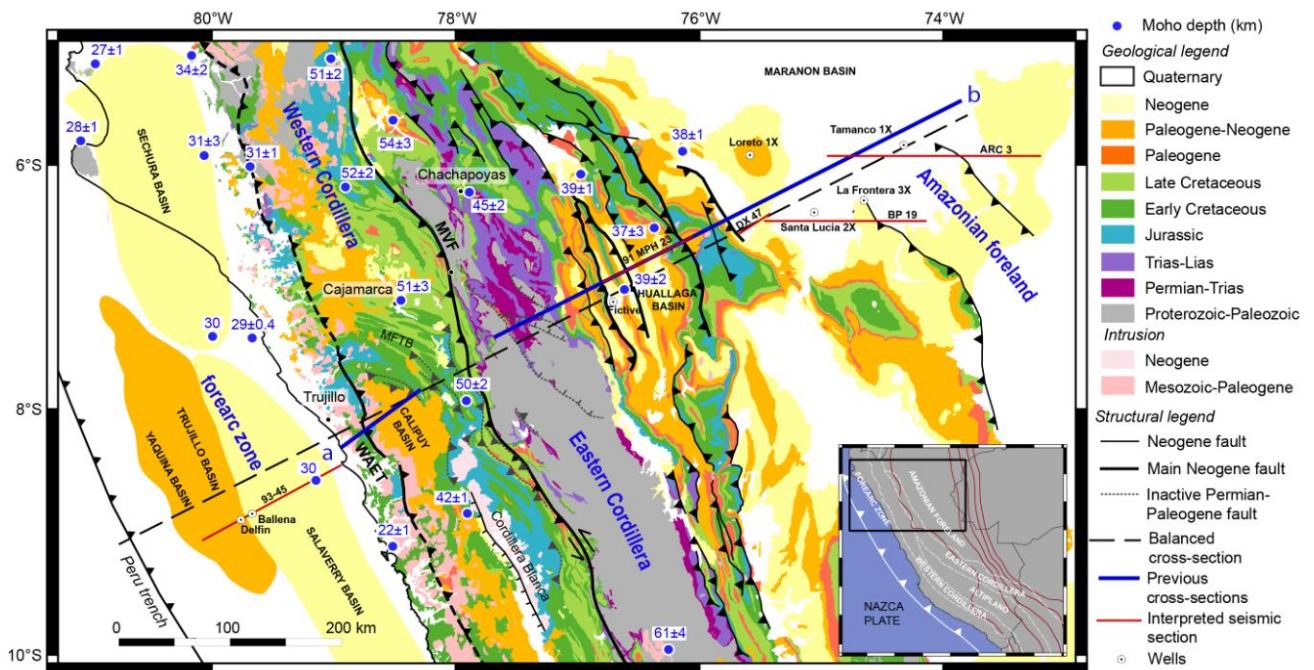 80°W
78°W
76°W
74°W
27±1
34±2
51±2
MARANON BASIN
b
28±1
SECHURA BASIN
31±3
31±1
Western Cordillera
54±3
38±1
Loreto 1X
Tamanco 1X
ARC 3
6°S
52±2
Chachapoyas
45±2
39±1
La Frontera 3X
Amazonian foreland
MVF
37±3
DX 47
Santa Lucia 2X
BP 19
91 MPH 23
Cajamarca
51±3
39±2
HUALLAGA
BASIN
Fictive
30
29±0.4
MFTB
forearc zone
Trujillo
50±2
8°S
TRUJILLO BASIN
YAQUINA BASIN
CALIPUY
BASIN
a
WAFT
30
93-45
Ballena
Delfin
Eastern Cordillera
42±1
Cordillera Blanca
22±1
SALAVERRY BASIN
Peru trench
0
100
200 km
61±4
10°S
FOREARC ZONE
AMAZONIAN FORELAND
EASTERN CORDILLERA
ALTIPLANO
WESTERN CORDILLERA
NAZCA
PLATE
Moho depth (km)
Geological legend
Quaternary
Neogene
Paleogene-Neogene
Paleogene
Late Cretaceous
Early Cretaceous
Jurassic
Trias-Lias
Permian-Trias
Proterozoic-Paleozoic
Intrusion
Neogene
Mesozoic-Paleogene
Structural legend
Neogene fault
Main Neogene fault
Inactive Permian-
Paleogene fault
Balanced
cross-section
Previous
cross-sections
Interpreted seismic
section
Wells